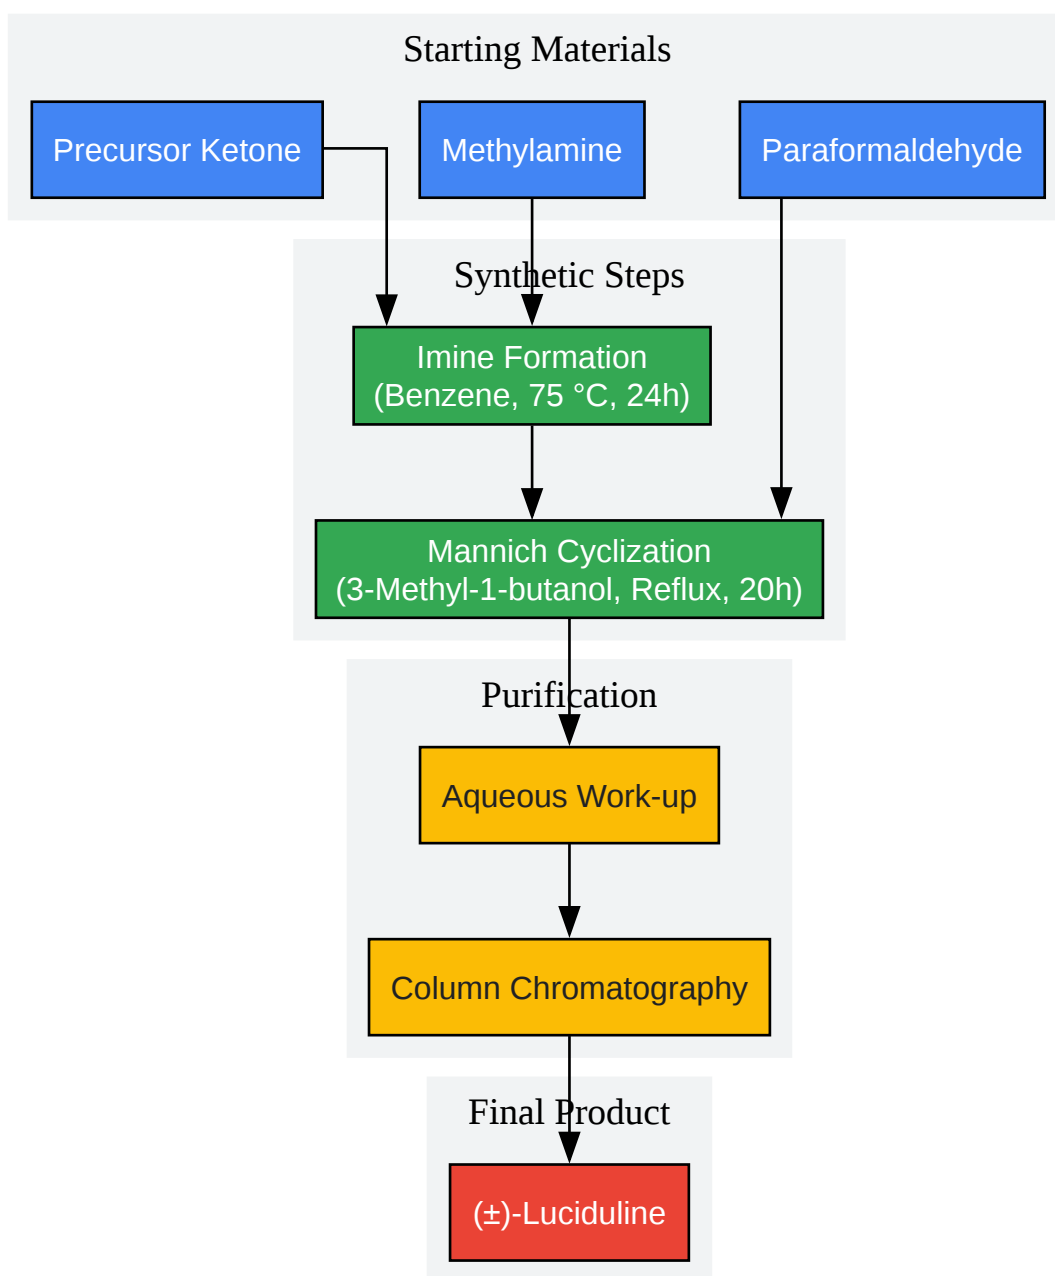 Starting Materials
Precursor Ketone
Methylamine
Paraformaldehyde
Synthetic Steps
Imine Formation
(Benzene, 75 °C, 24h)
Mannich Cyclization
(3-Methyl-1-butanol, Reflux, 20h)
Purification
Aqueous Work-up
Column Chromatography
Final Product
(±)-Luciduline